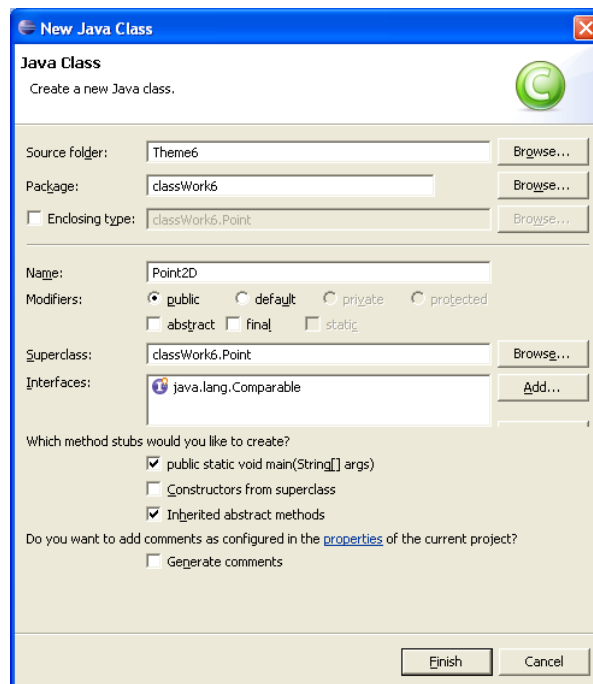 New Java Class
Java Class
Create a new Java class.
Source folder: Theme6 Browse...
Package: classWork6 Browse...
Enclosing type: classWork6.Point Browse...
Name: Point2D
Modifiers: public default private protected
abstract final static
Superclass: classWork6.Point Browse...
Interfaces: java.lang.Comparable Add...
Which method stubs would you like to create?
public static void main(String[] args)
Constructors from superclass
Inherited abstract methods
Do you want to add comments as configured in the properties of the current project?
Generate comments
Finish Cancel